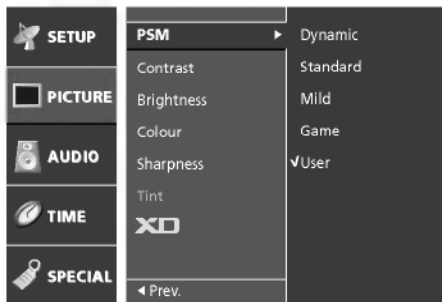 SETUP
PICTURE
AUDIO
TIME
SPECIAL
PSM ►
Contrast
Brightness
Colour
Sharpness
Tint
XD
◄ Prev.
Dynamic
Standard
Mild
Game
✓User